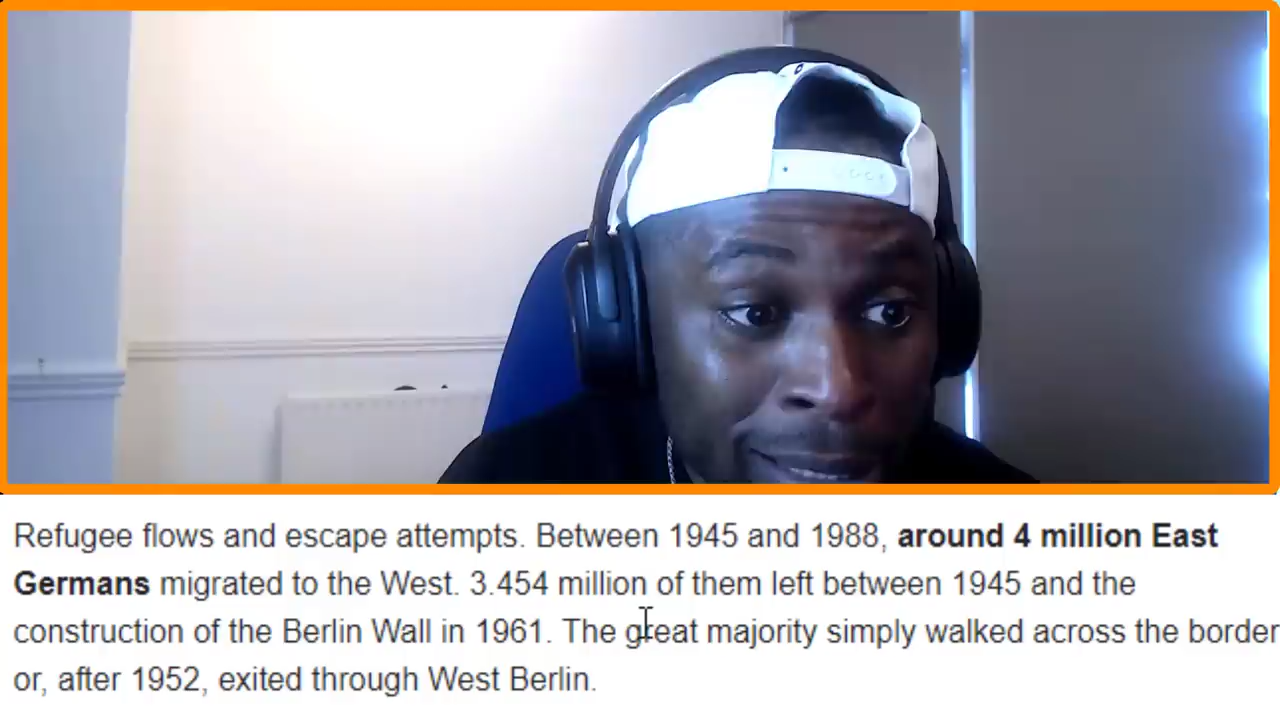 Refugee flows and escape attempts. Between 1945 and 1988, around 4 million East
Germans migrated to the West. 3.454 million of them left between 1945 and the
construction of the Berlin Wall in 1961. The great majority simply walked across the border
or, after 1952, exited through West Berlin.